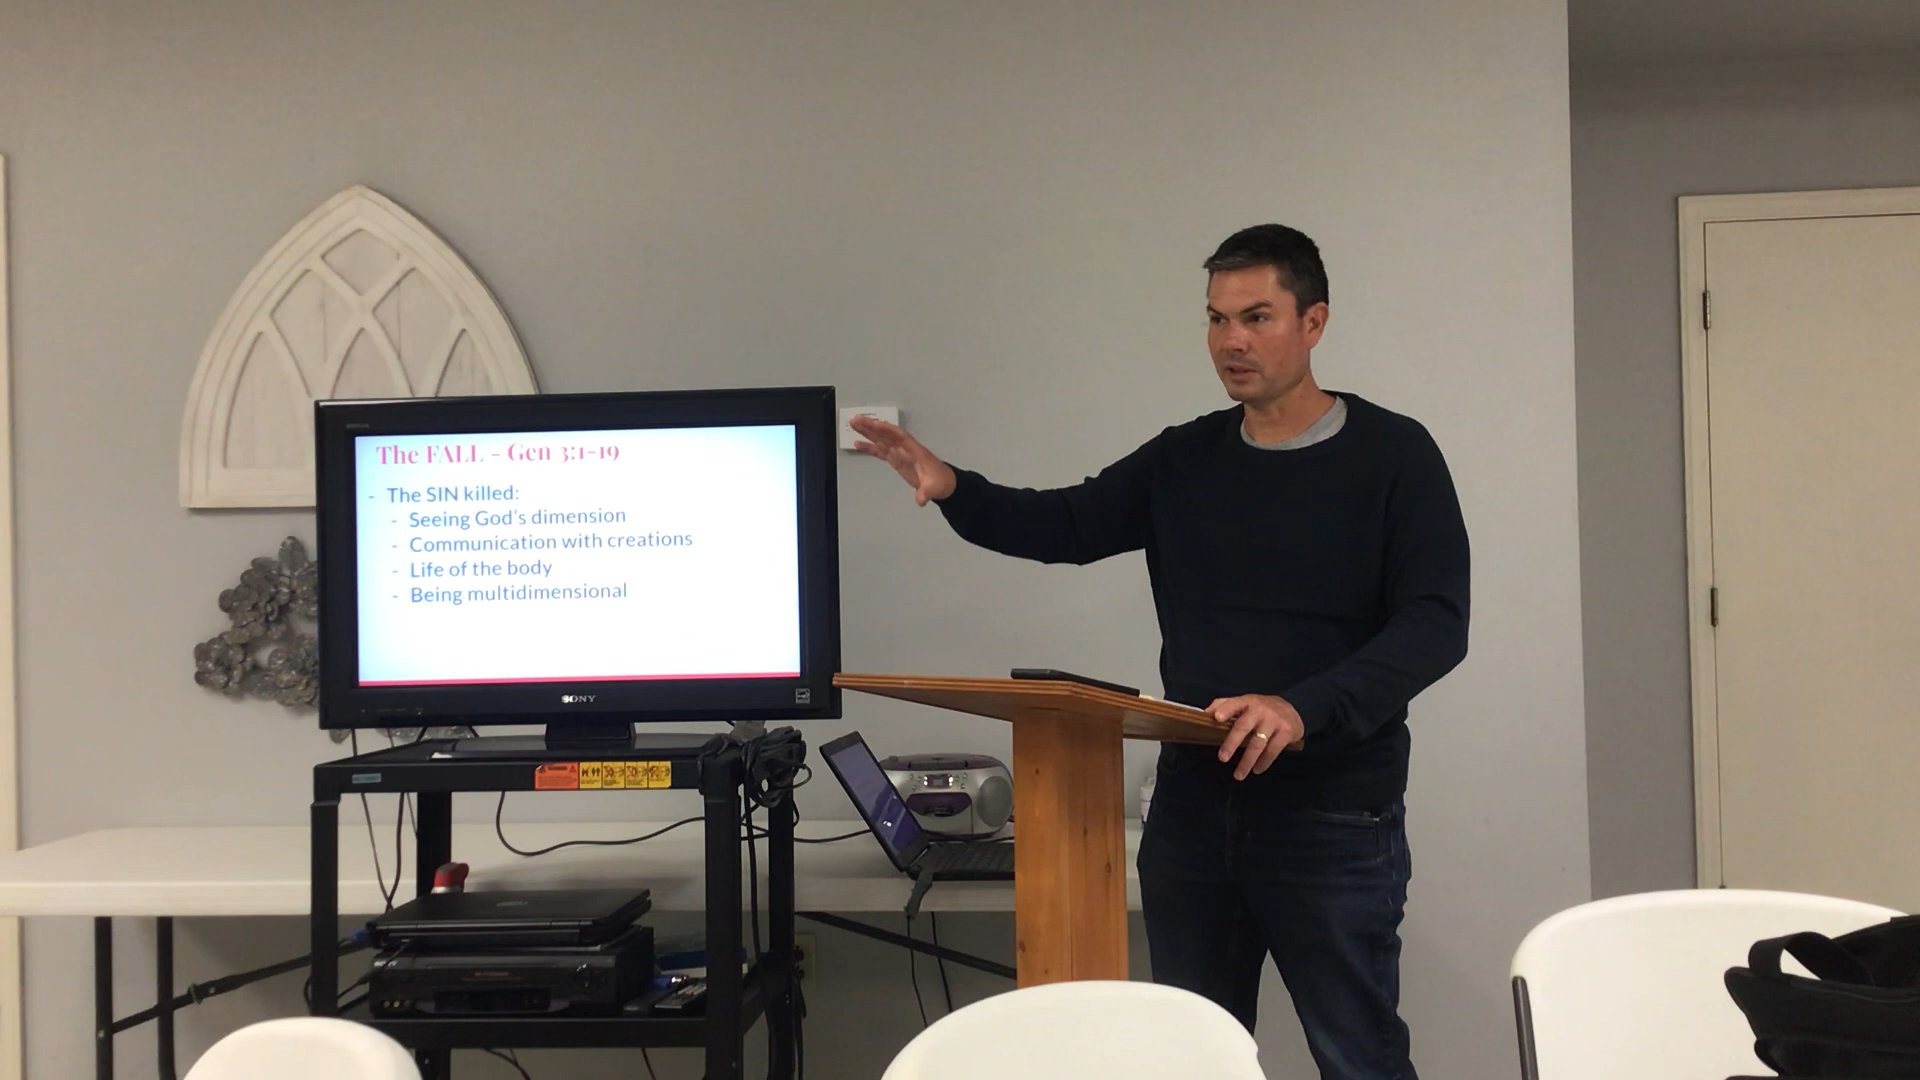 The FALL - Gen 3:1-19
- The SIN killed:
- Seeing God's dimension
- Communication with creations
- Life of the body
- Being multidimensional
SONY